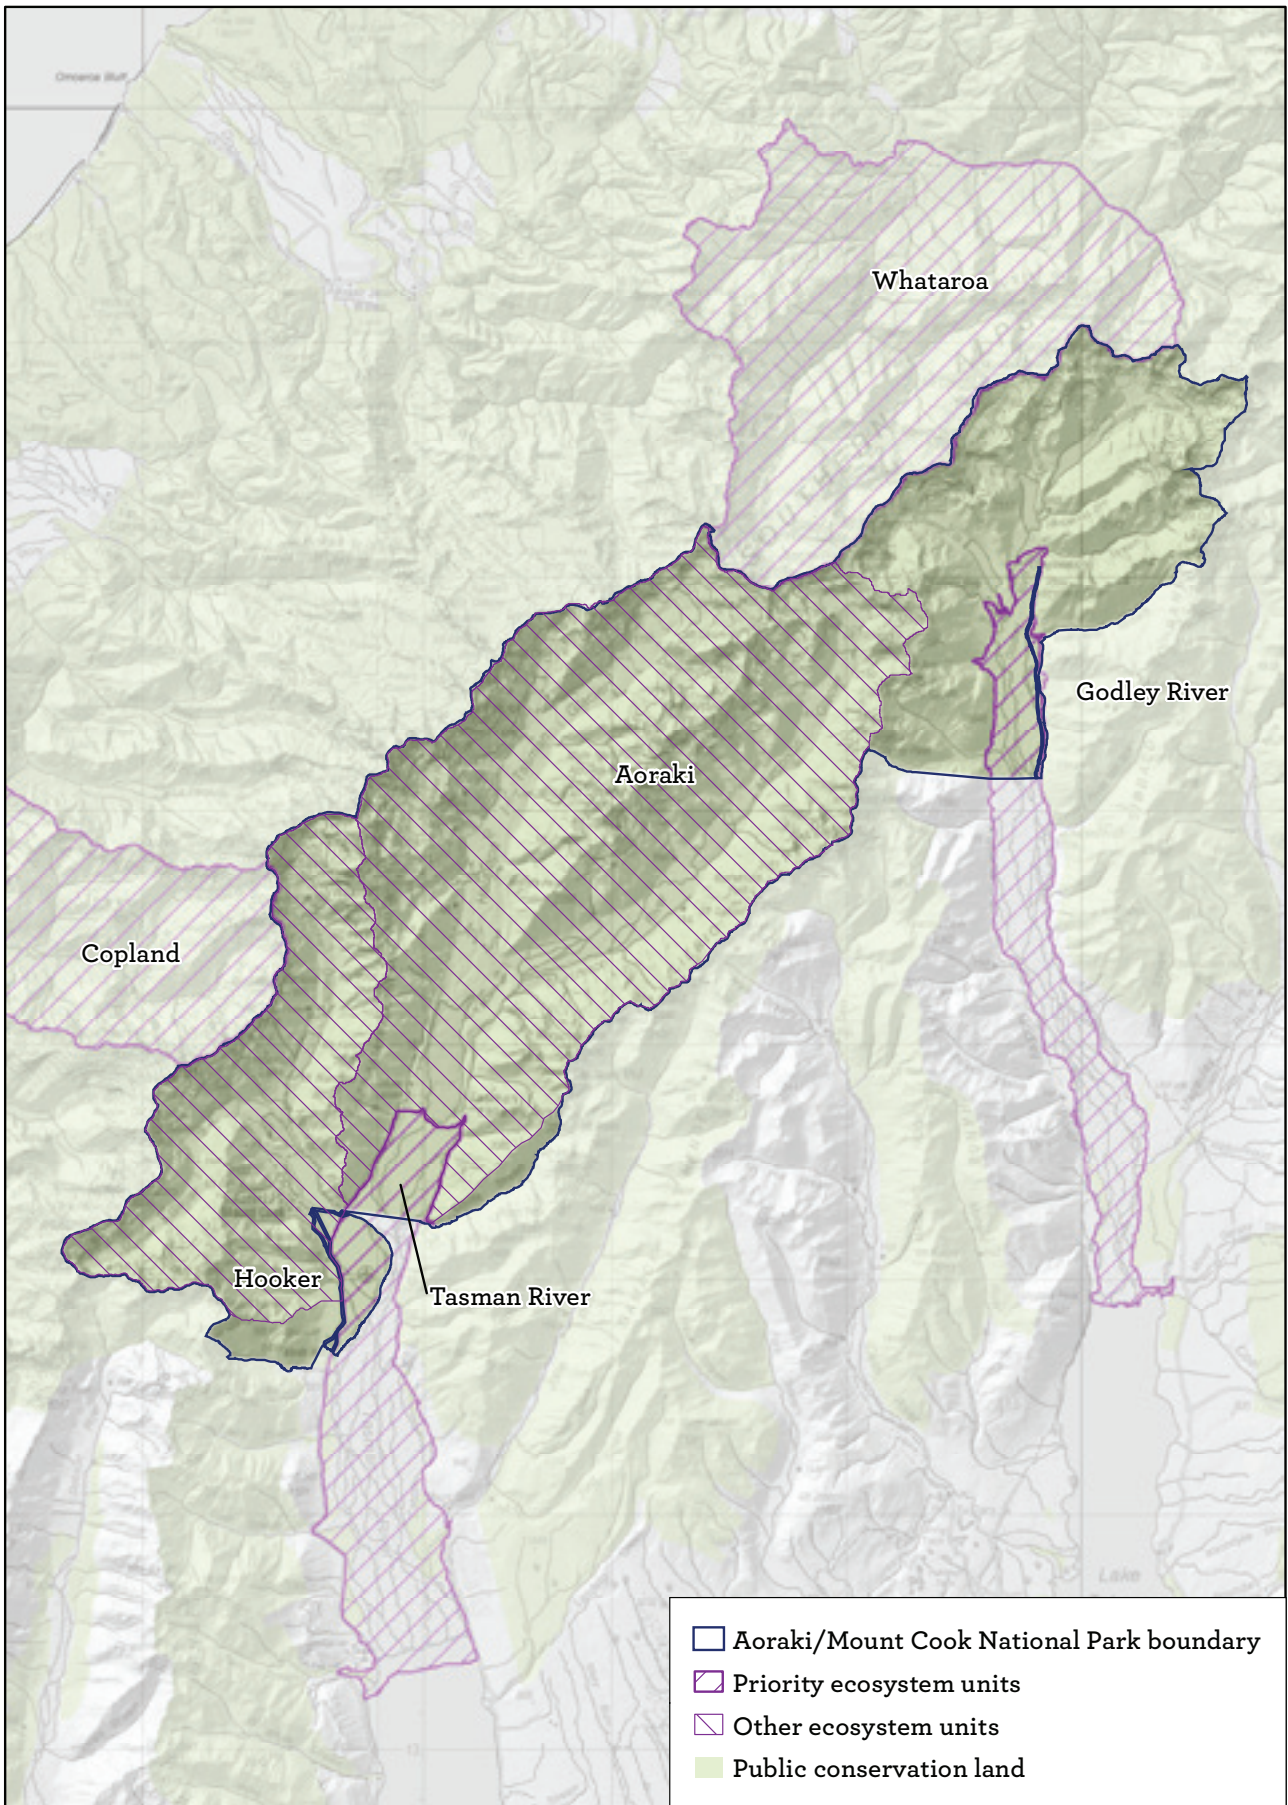 Whataroa
Godley River
Aoraki
Copland
Hooker
Tasman River
Lake
Aoraki/Mount Cook National Park boundary
Priority ecosystem units
Other ecosystem units
Public conservation land